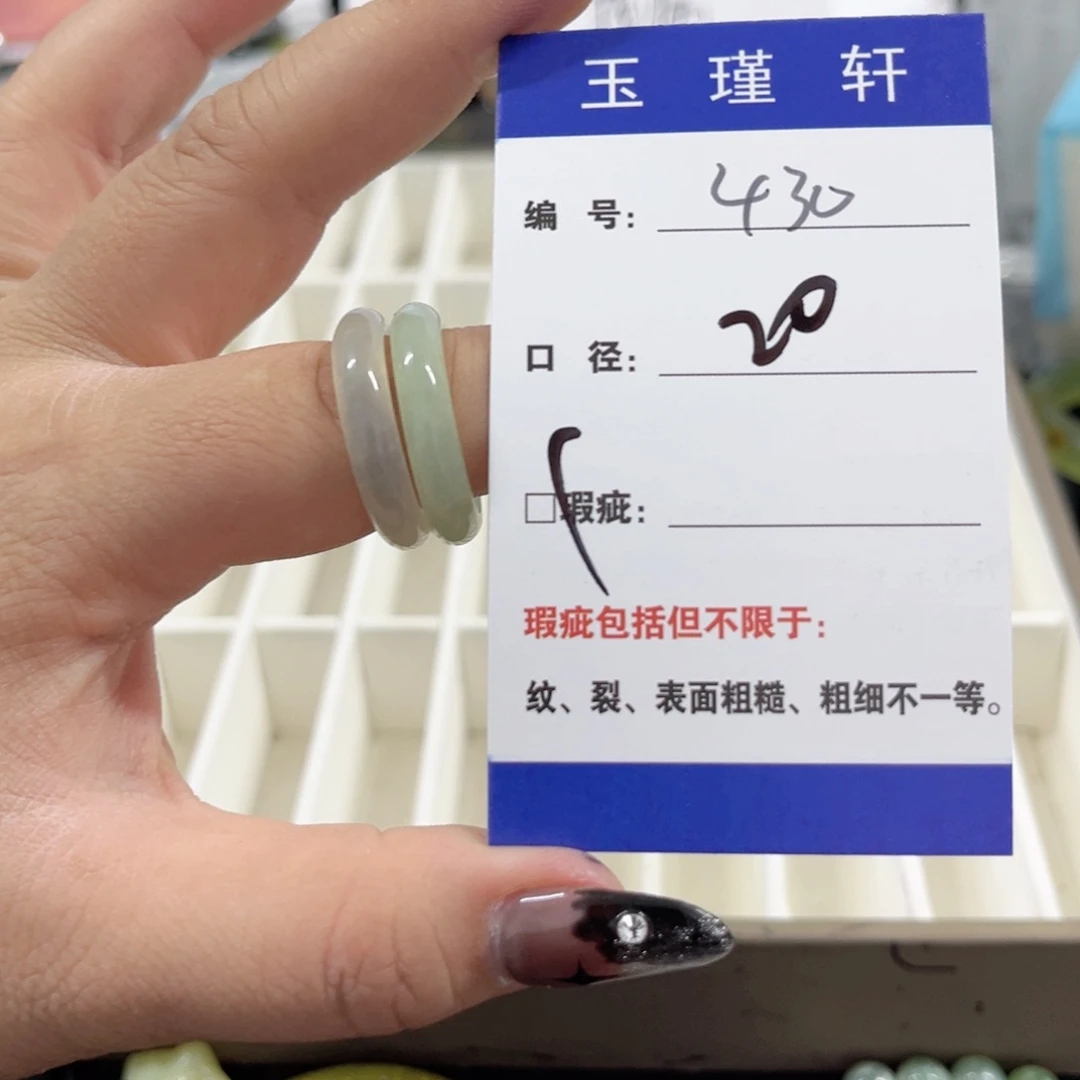 玉瑾轩
编 号: 430
口 径: 20
□瑕疵:
瑕疵包括但不限于:
纹、裂、表面粗糙、粗细不一等。